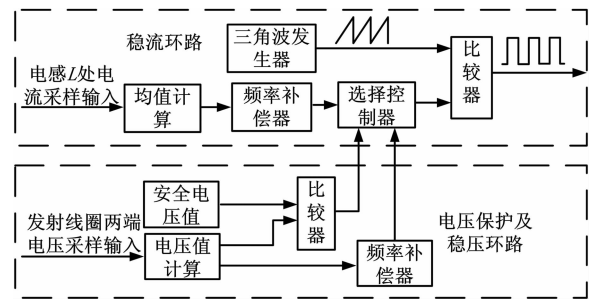 稳流环路
三角波发
生器
比
较
器
电感L处电
流采样输入
均值计
算
频率补
偿器
选择控
制器
安全电
压值
比
较
器
发射线圈两端
电压采样输入
电压值
计算
频率补
偿器
电压保护及
稳压环路